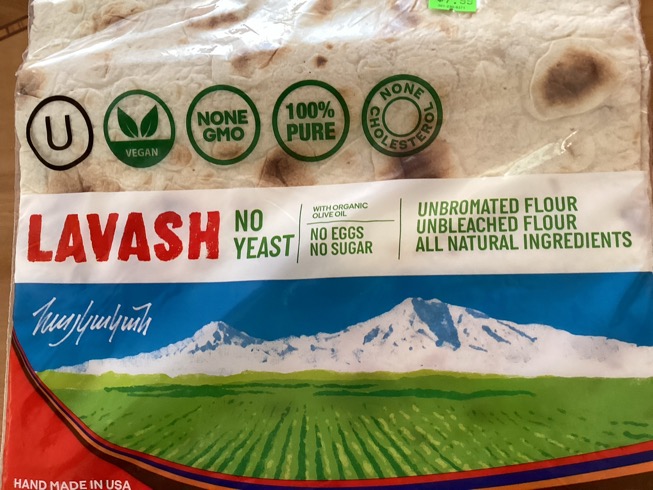 U
VEGAN
NONE
GMO
100%
PURE
NONE
CHOLESTEROL
LAVASH
NO
YEAST
WITH ORGANIC
OLIVE OIL
NO EGGS
NO SUGAR
UNBROMATED FLOUR
UNBLEACHED FLOUR
ALL NATURAL INGREDIENTS
HAND MADE IN USA